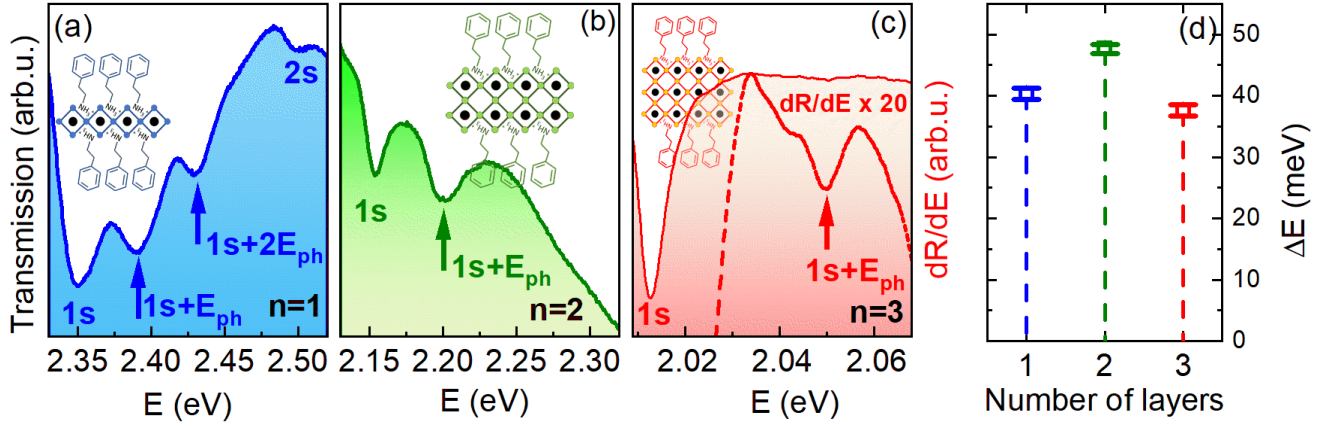 (a)
2s
1s
1s+E_ph
1s+2E_ph
n=1
Transmission (arb.u.)
2.35 2.40 2.45 2.50
E (eV)
(b)
1s
1s+E_ph
n=2
2.15 2.20 2.25 2.30
E (eV)
(c)
dR/dE x 20
1s
1s+E_ph
n=3
2.02 2.04 2.06
E (eV)
dR/dE (arb.u.)
(d)
50
40
30
20
10
0
ΔE (meV)
1 2 3
Number of layers